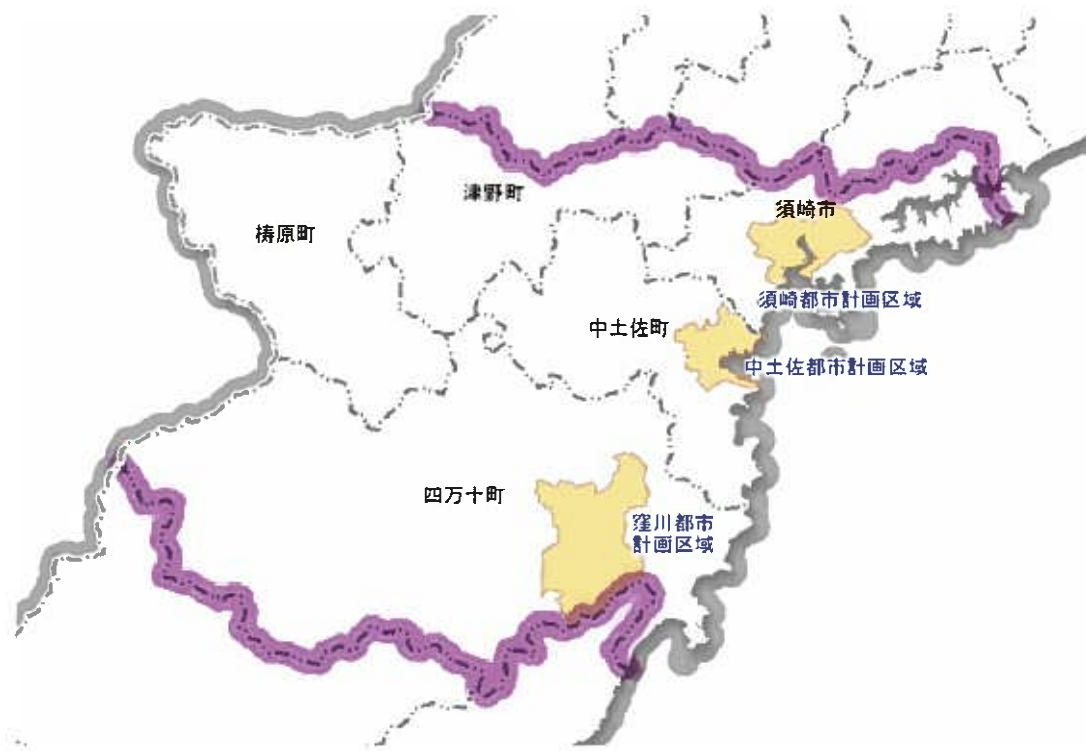 津野町
須崎市
梼原町
須崎都市計画区域
中土佐町
中土佐都市計画区域
四万十町
窪川都市
計画区域